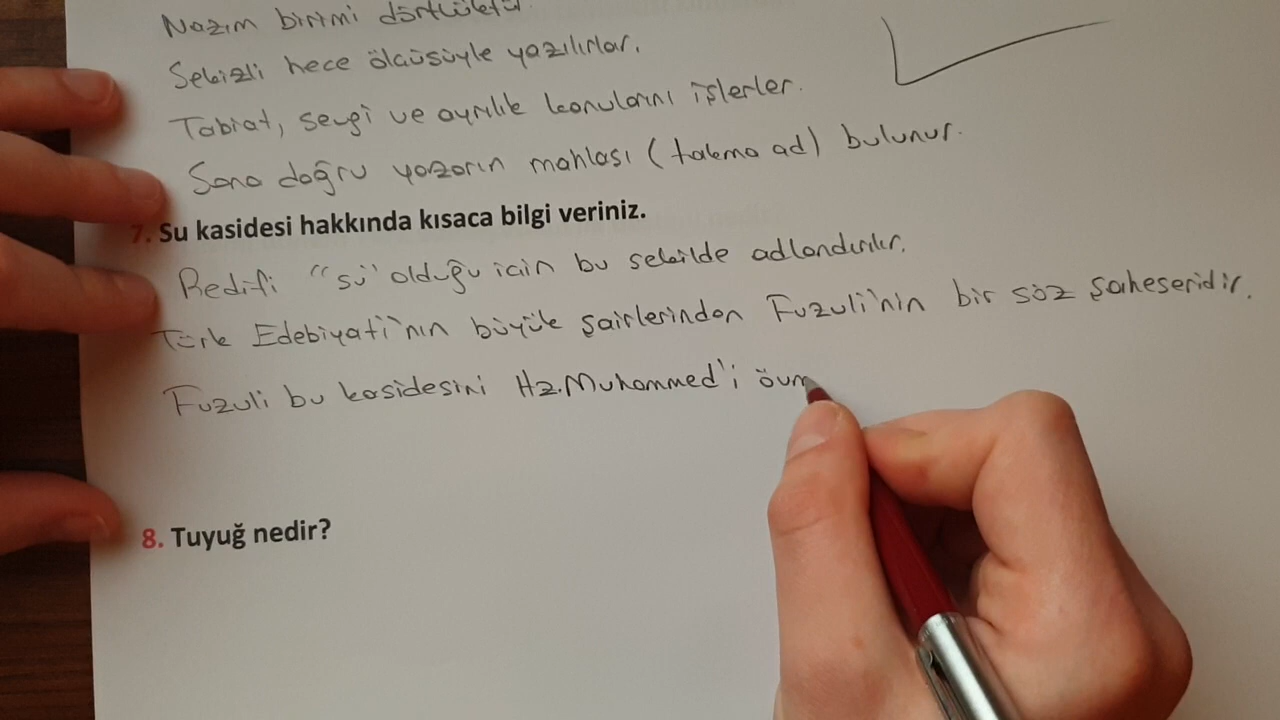 Nazım birimi dörtlüktür.
Sekizli hece ölçüsüyle yazılırlar.
Tabiat, sevgi ve ayrılık konularını işlerler.
Sona doğru yazarın mahlası (takma ad) bulunur.
7. Su kasidesi hakkında kısaca bilgi veriniz.
Redifi "su" olduğu için bu şekilde adlandırılır.
Türk Edebiyatı'nın büyük şairlerinden Fuzuli'nin bir söz şaheseridir.
Fuzuli bu kasidesini Hz.Muhammed'i övm
8. Tuyuğ nedir?